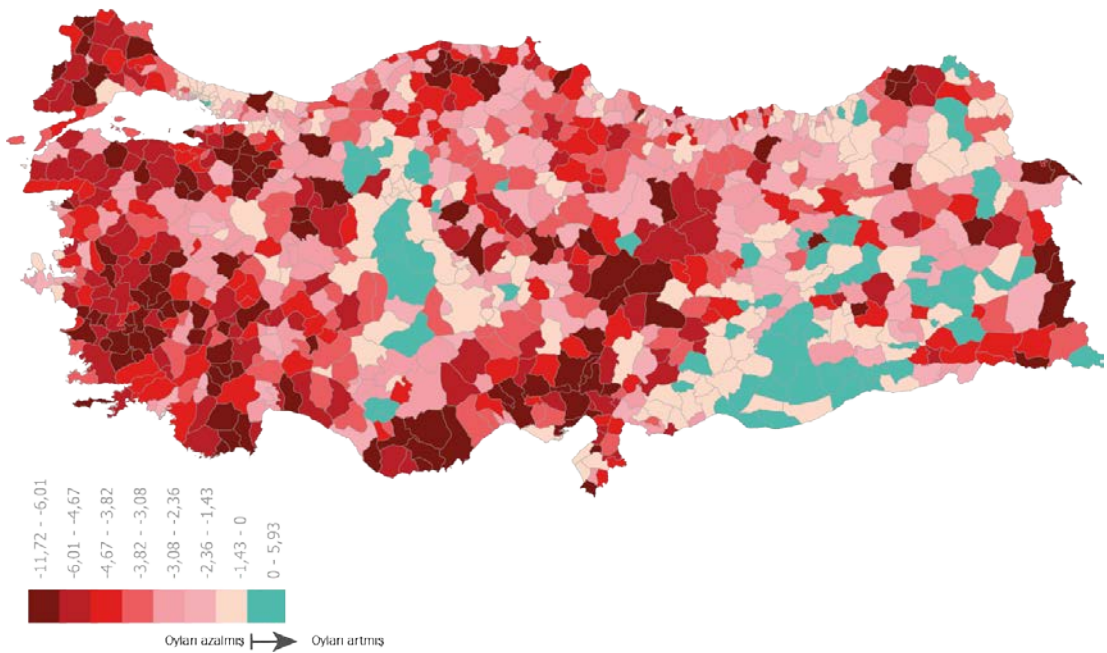 -11,72 - -6,01
-6,01 - -4,67
-4,67 - -3,82
-3,82 - -3,08
-3,08 - -2,36
-2,36 - -1,43
-1,43 - 0
0 - 5,93
Oyları azalmış
Oyları artmış